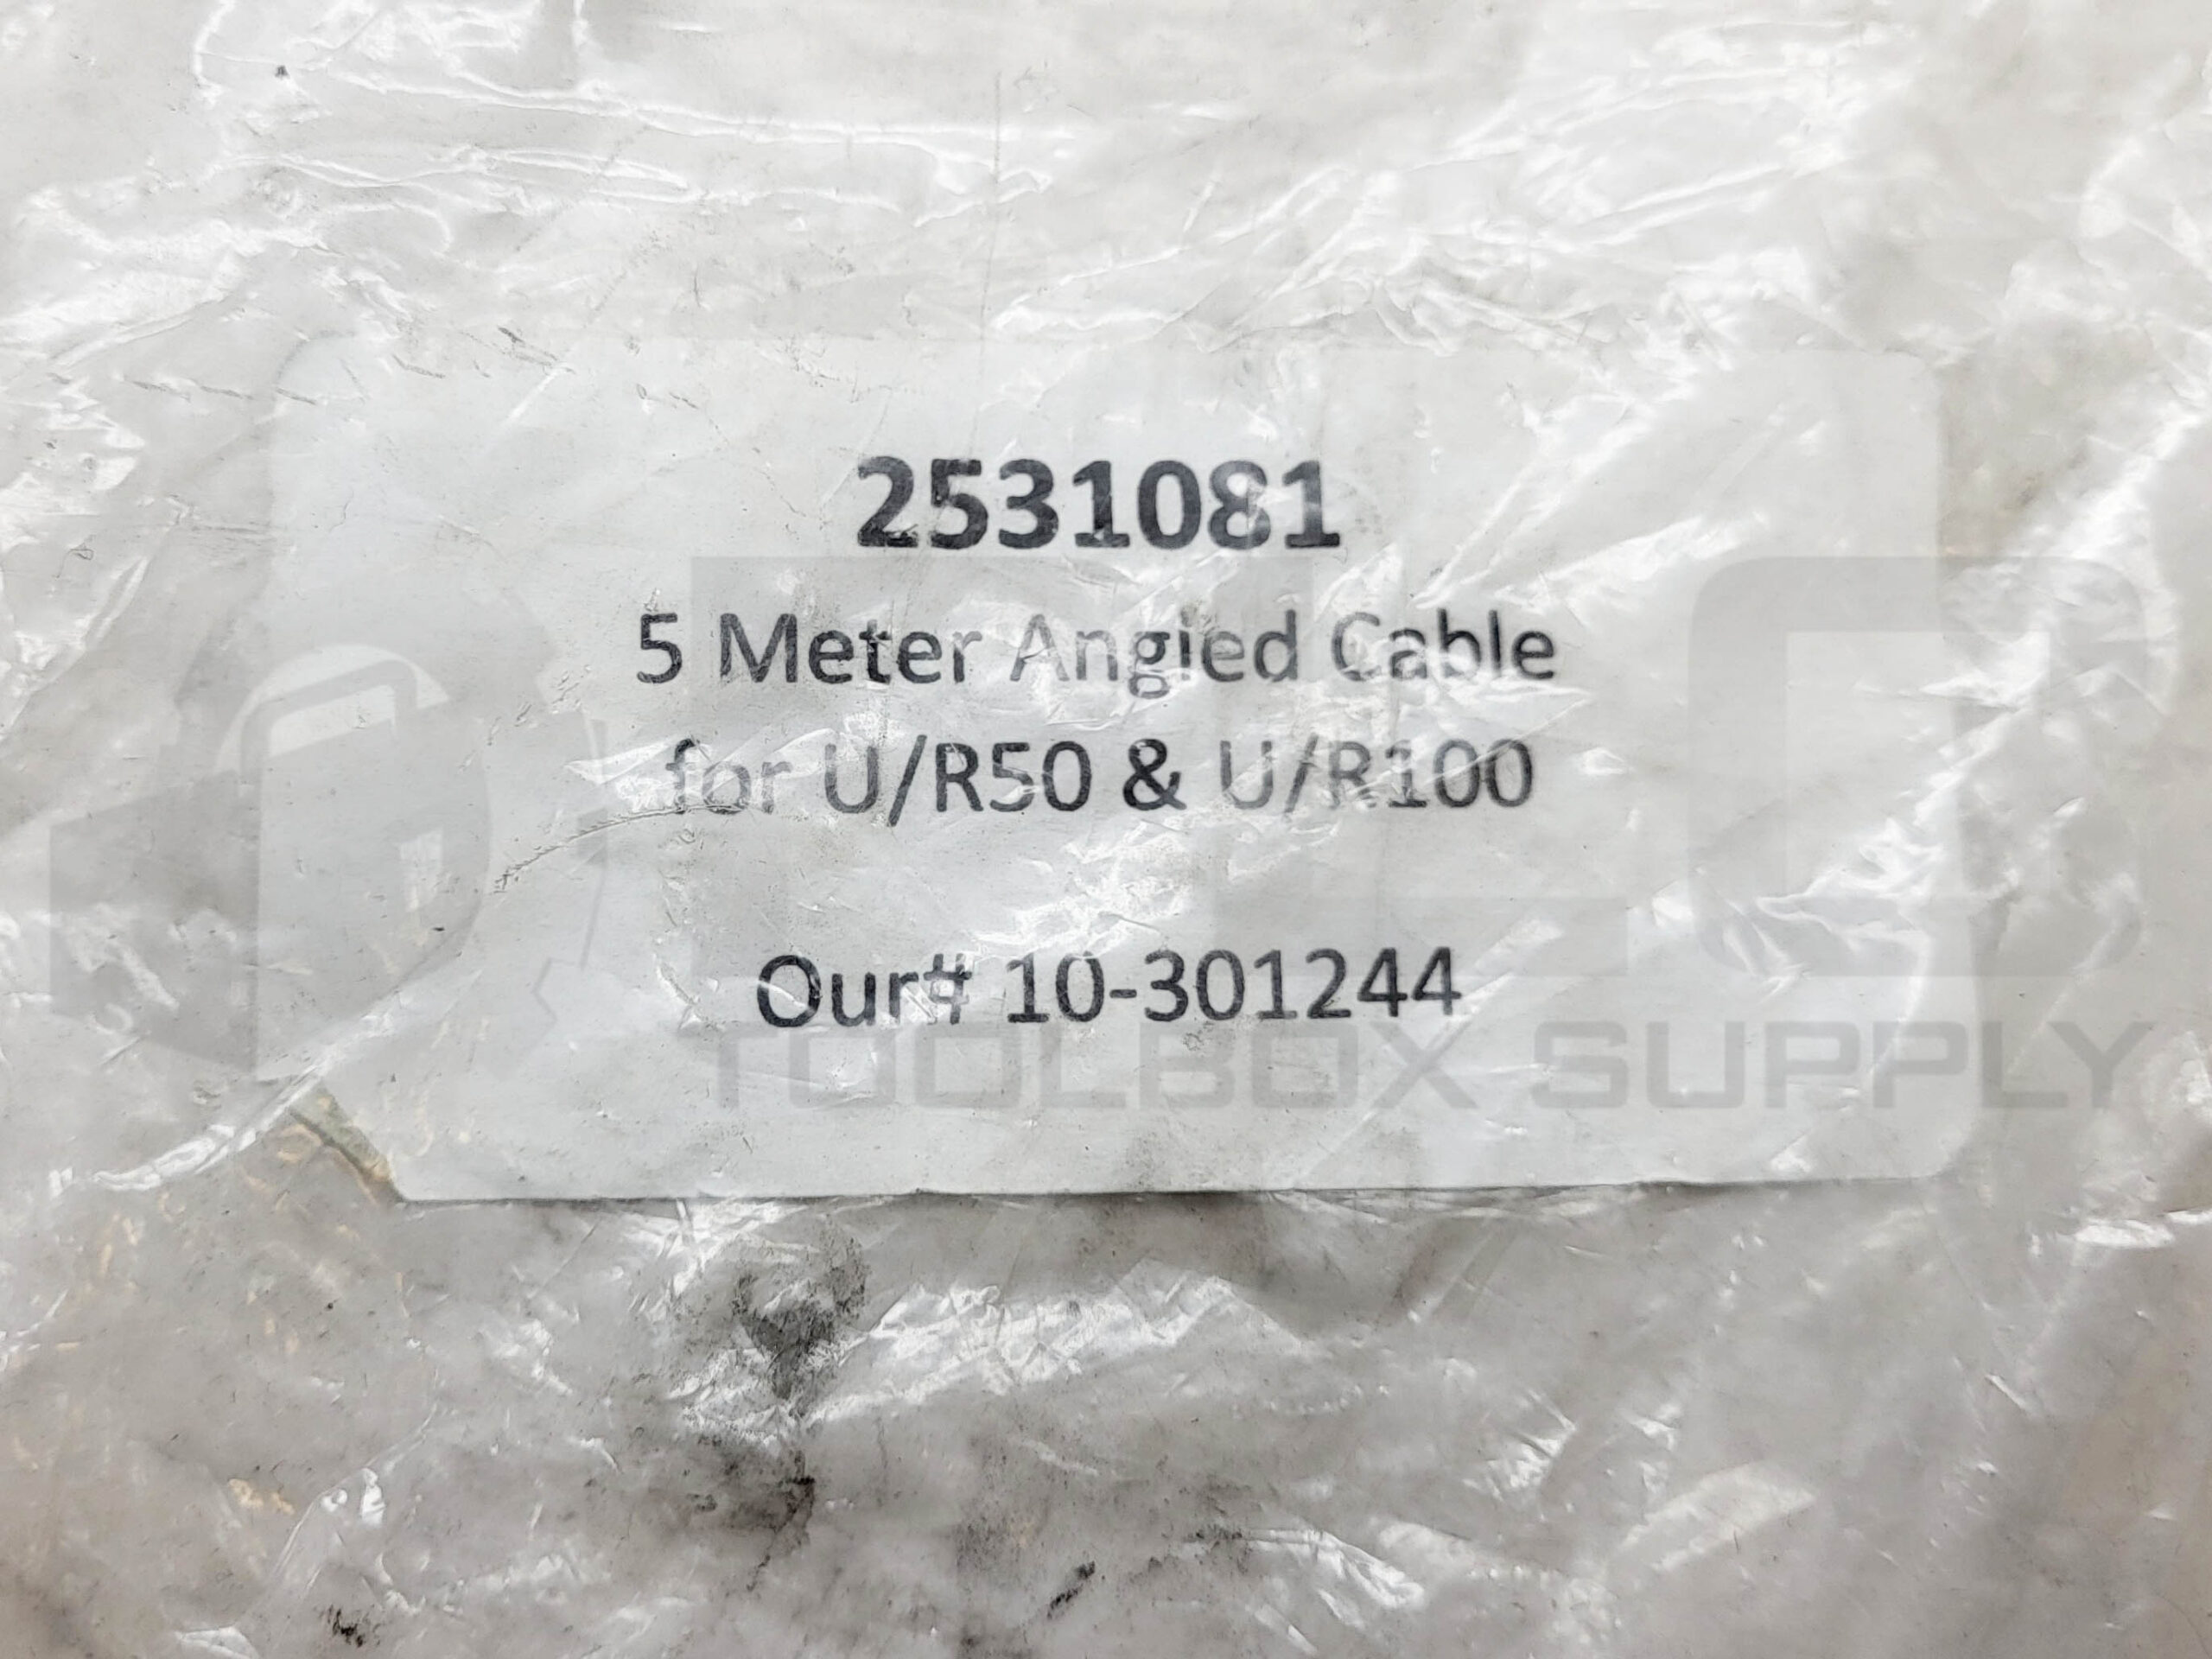 2531081
5 Meter Angled Cable
for U/R50 & U/R100
Our# 10-301244
TOOLBOX SUPPLY